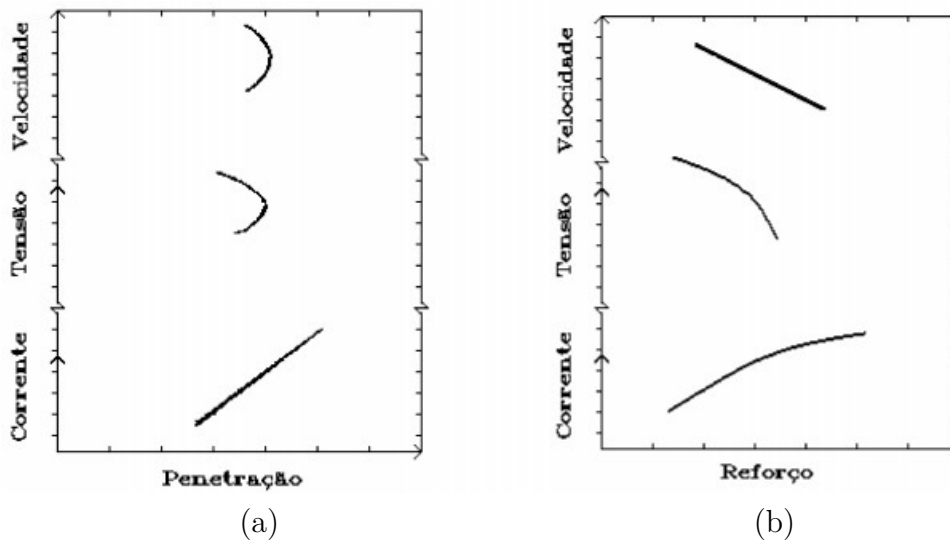 Velocidade
Tensão
Corrente
Penetração
(a)
Velocidade
Tensão
Corrente
Reforço
(b)